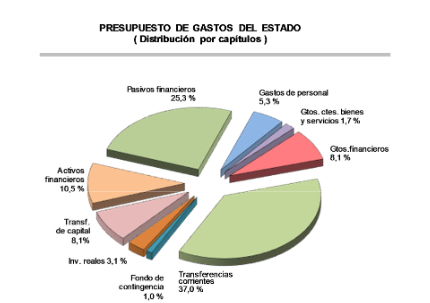 PRESUPUESTO DE GASTOS DEL ESTADO
( Distribución por capítulos )
Pasivos financieros
25,3 %
Gastos de personal
5,3 %
Gtos. ctes. bienes
y servicios 1,7 %
Gtos.financieros
8,1 %
Activos
financieros
10,5 %
Transf.
de capital
8,1%
Inv. reales 3,1 %
Fondo de
contingencia
1,0 %
Transferencias
corrientes
37,0 %